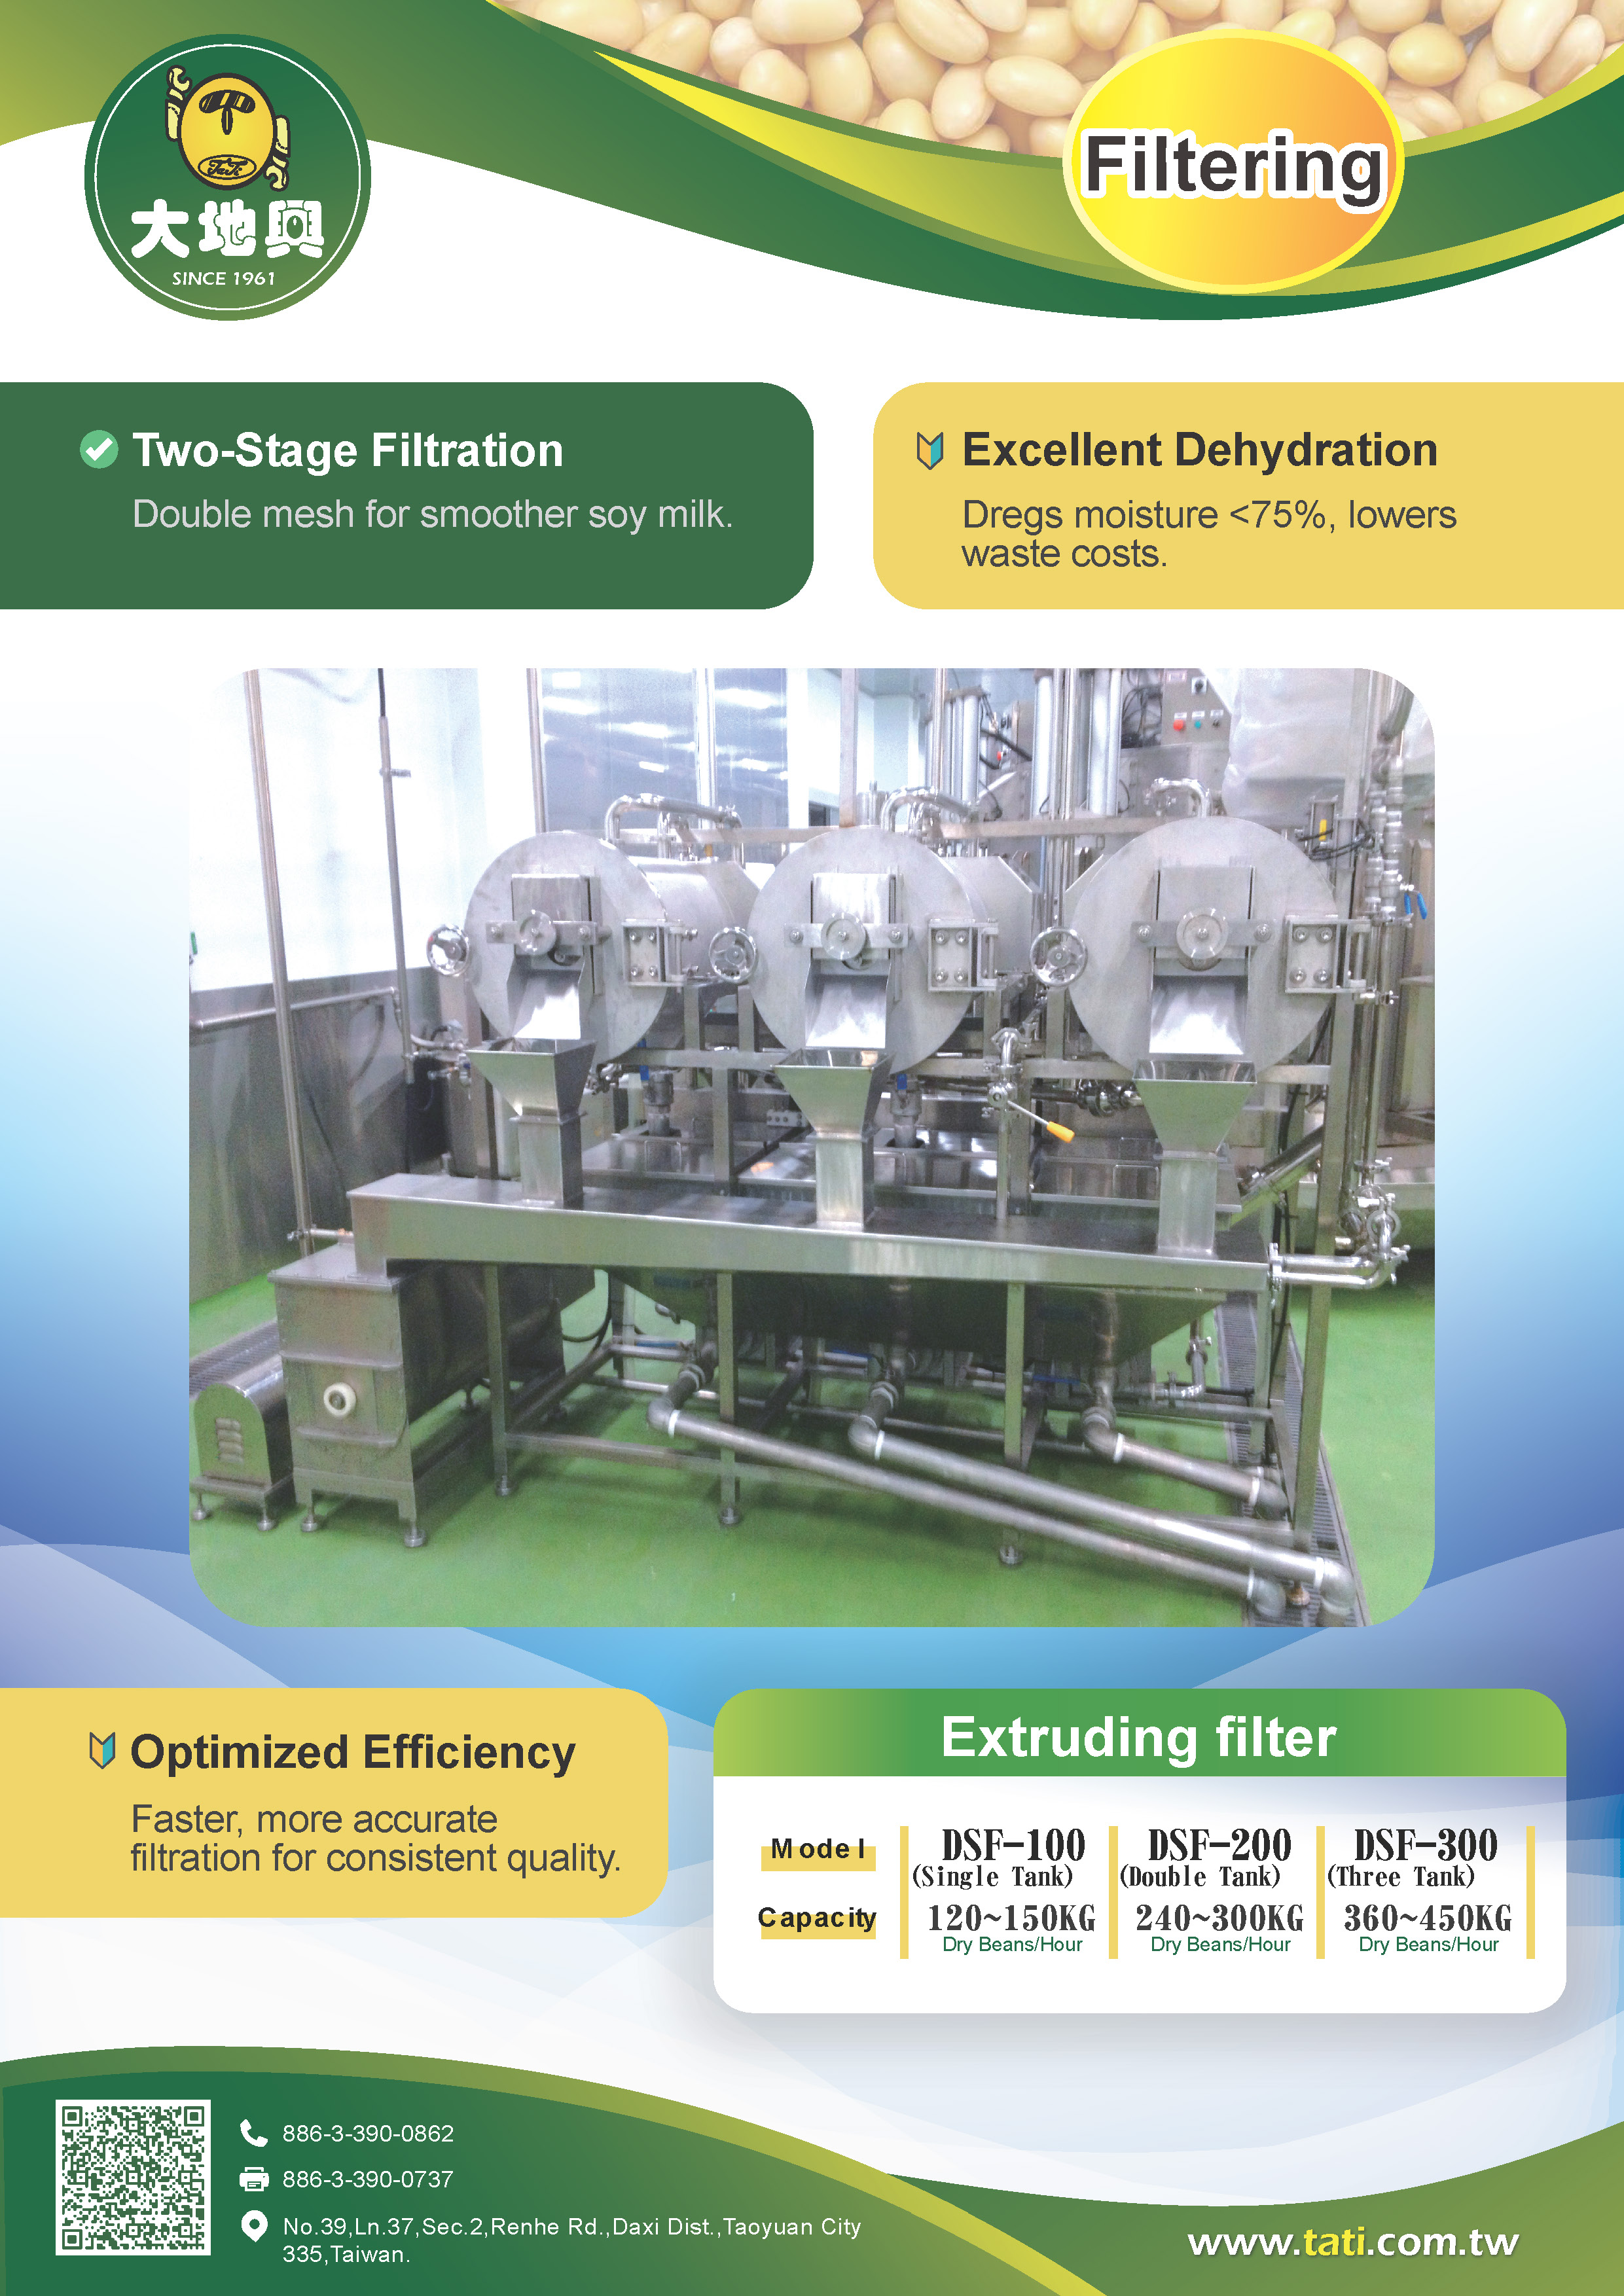 TaTi
大地興
SINCE 1961
Filtering
Two-Stage Filtration
Double mesh for smoother soy milk.
Excellent Dehydration
Dregs moisture <75%, lowers
waste costs.
Optimized Efficiency
Faster, more accurate
filtration for consistent quality.
Extruding filter
Model DSF-100 DSF-200 DSF-300
(Single Tank) (Double Tank) (Three Tank)
Capacity 120~150KG 240~300KG 360~450KG
Dry Beans/Hour Dry Beans/Hour Dry Beans/Hour
886-3-390-0862
886-3-390-0737
No.39,Ln.37,Sec.2,Renhe Rd.,Daxi Dist.,Taoyuan City
335,Taiwan.
www.tati.com.tw